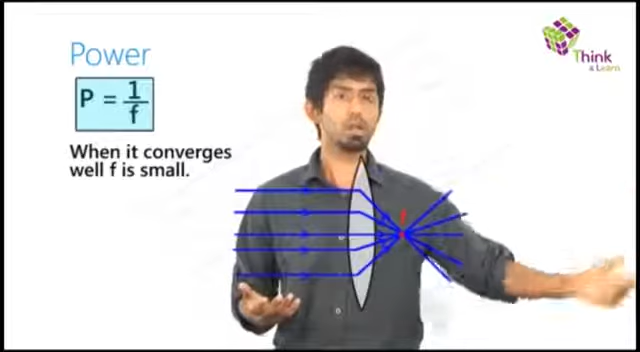 Power
P = 1/f
When it converges
well f is small.
f
Think
& Learn